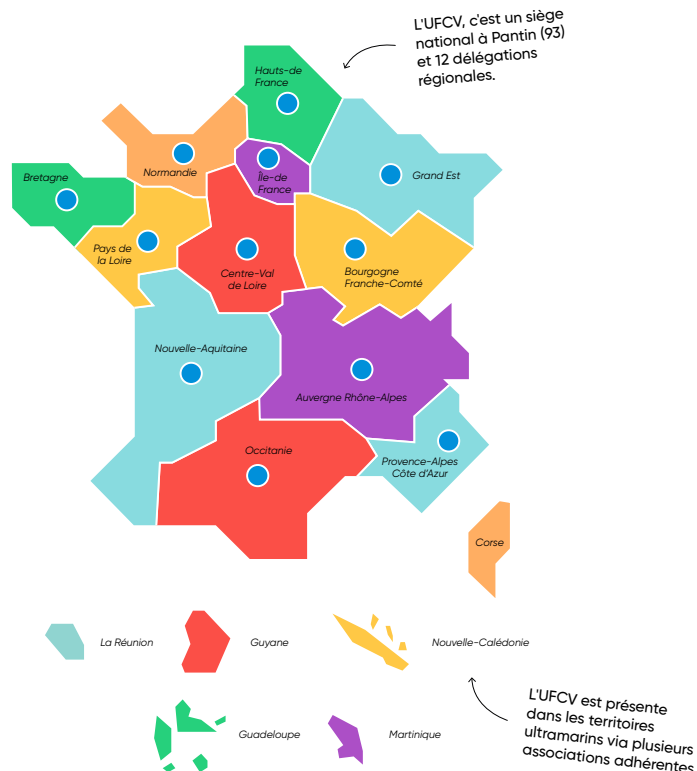 L'UFCV, c'est un siège
national à Pantin (93)
et 12 délégations
régionales.
Hauts-de
France
Normandie
Île-de
France
Grand Est
Bretagne
Pays de
la Loire
Centre-Val
de Loire
Bourgogne
Franche-Comté
Nouvelle-Aquitaine
Auvergne Rhône-Alpes
Occitanie
Provence-Alpes
Côte d'Azur
Corse
La Réunion
Guyane
Nouvelle-Calédonie
Guadeloupe
Martinique
L'UFCV est présente
dans les territoires
ultramarins via plusieurs
associations adhérentes